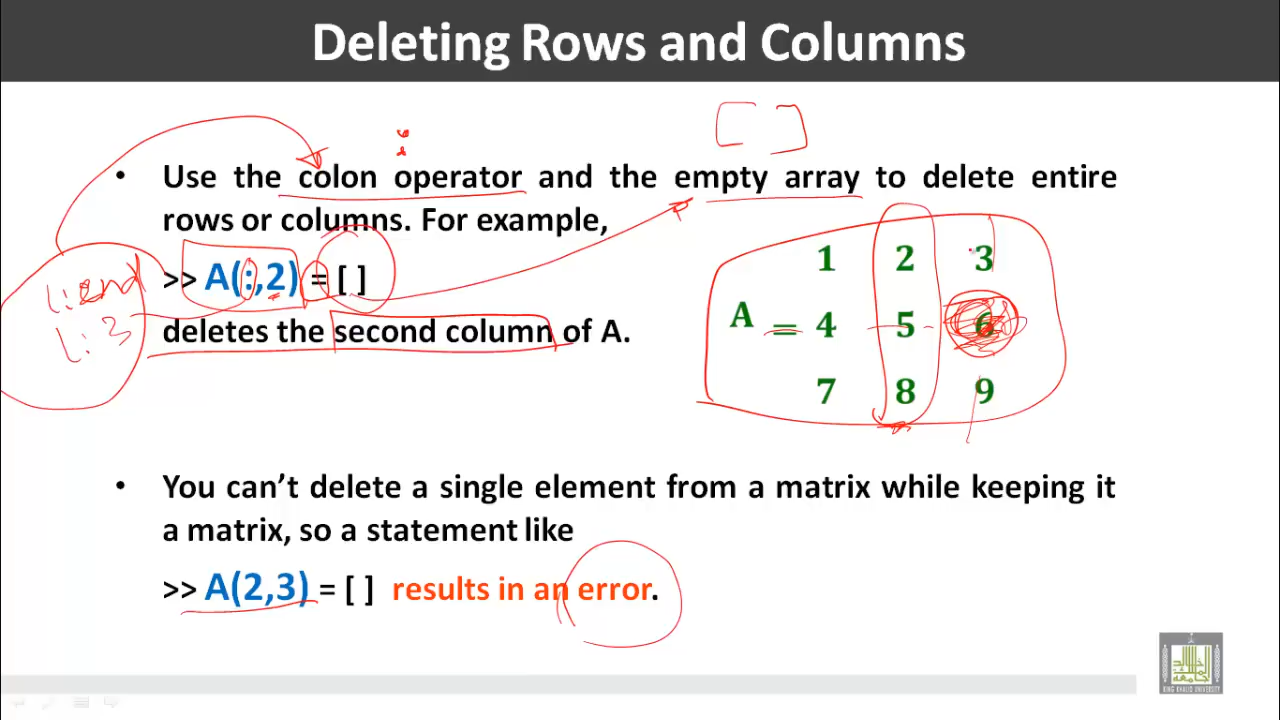 Deleting Rows and Columns
• Use the colon operator and the empty array to delete entire
rows or columns. For example,
>> A(:,2) = [ ]
deletes the second column of A.
1:end
1:3
1 2 3
A = 4 5 6
7 8 9
• You can’t delete a single element from a matrix while keeping it
a matrix, so a statement like
>> A(2,3) = [ ] results in an error.
KING KHALID UNIVERSITY